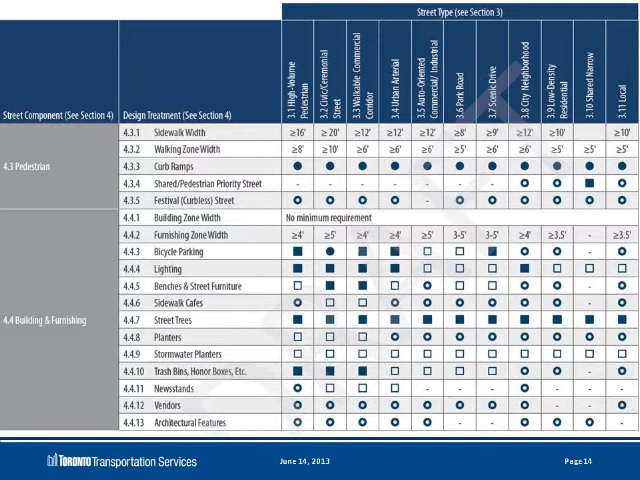 Street Type (see Section 3)
Street Component (See Section 4) Design Treatment (See Section 4) 3.1 High-Volume Pedestrian 3.2 Civic/Ceremonial Street 3.3 Walkable Commercial Corridor 3.4 Urban Arterial 3.5 Auto-Oriented Commercial/ Industrial 3.6 Park Road 3.7 Scenic Drive 3.8 City Neighborhood 3.9 Low-Density Residential 3.10 Shared Narrow 3.11 Local
4.3.1 Sidewalk Width ≥16' ≥ 20' ≥12' ≥12' ≥12' ≥8' ≥9' ≥12' ≥10' ≥10'
4.3.2 Walking Zone Width ≥8' ≥10' ≥6' ≥6' ≥6' ≥5' ≥6' ≥6' ≥5' ≥5' ≥5'
4.3 Pedestrian 4.3.3 Curb Ramps
4.3.4 Shared/Pedestrian Priority Street - - - - - - -
4.3.5 Festival (Curbless) Street -
4.4.1 Building Zone Width No minimum requirement
4.4.2 Furnishing Zone Width ≥4' ≥5' ≥4' ≥4' ≥5' 3-5' 3-5' ≥4' ≥3.5' - ≥3.5'
4.4.3 Bicycle Parking -
4.4.4 Lighting
4.4.5 Benches & Street Furniture -
4.4.6 Sidewalk Cafes -
4.4 Building & Furnishing 4.4.7 Street Trees
4.4.8 Planters
4.4.9 Stormwater Planters
4.4.10 Trash Bins, Honor Boxes, Etc. -
4.4.11 Newsstands - - - - - -
4.4.12 Vendors - -
4.4.13 Architectural Features - - -
DRAFT
TORONTO Transportation Services June 14, 2013 Page 14